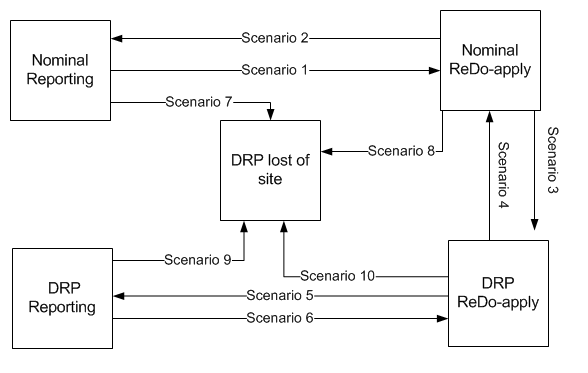 Nominal
Reporting
Scenario 2
Scenario 1
Scenario 7
Nominal
ReDo-apply
DRP lost of
site
Scenario 8
Scenario 4
Scenario 3
Scenario 9
Scenario 10
DRP
Reporting
Scenario 5
Scenario 6
DRP
ReDo-apply